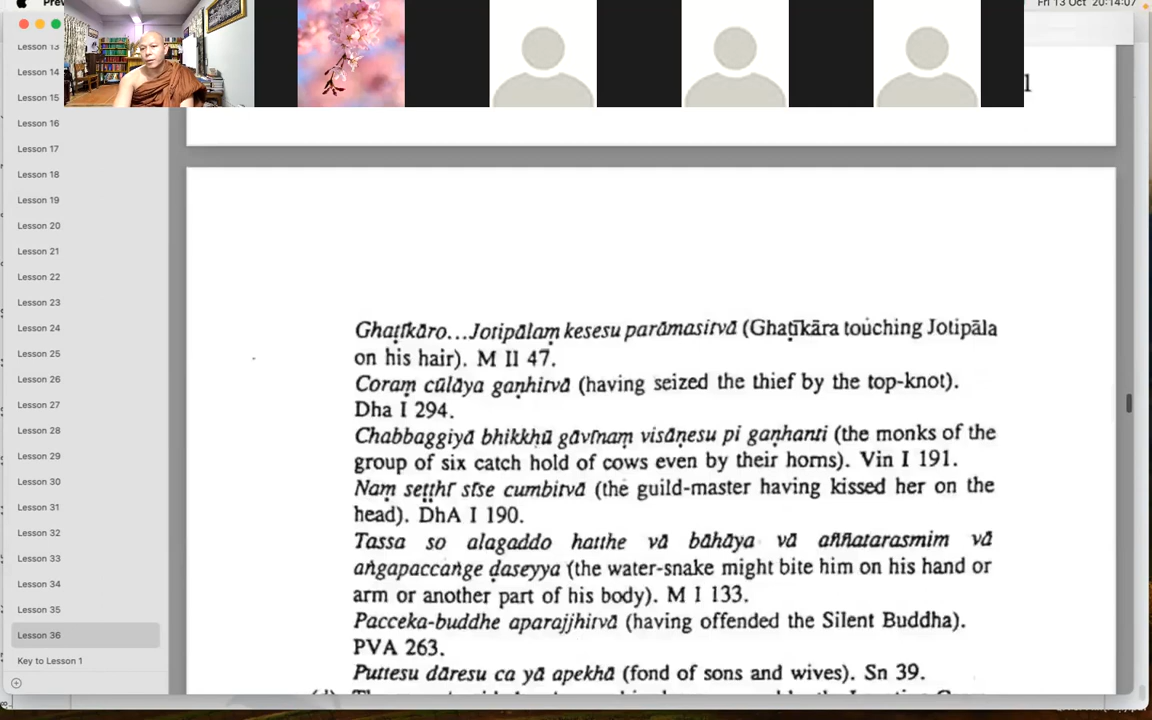 Prev
Fri 13 Oct 20:14:07
Lesson 13
Lesson 14
Lesson 15
Lesson 16
Lesson 17
Lesson 18
Lesson 19
Lesson 20
Lesson 21
Lesson 22
Lesson 23
Lesson 24
Lesson 25
Lesson 26
Lesson 27
Lesson 28
Lesson 29
Lesson 30
Lesson 31
Lesson 32
Lesson 33
Lesson 34
Lesson 35
Lesson 36
Key to Lesson 1
Ghaṭīkāro...Jotipālaṃ kesesu parāmasitvā (Ghaṭīkāra touching Jotipāla
on his hair). M II 47.
Coraṃ cūlāya gaṇhitvā (having seized the thief by the top-knot).
Dha I 294.
Chabbaggiyā bhikkhū gāvīnaṃ visāṇesu pi gaṇhanti (the monks of the
group of six catch hold of cows even by their horns). Vin I 191.
Naṃ seṭṭhī sīse cumbitvā (the guild-master having kissed her on the
head). DhA I 190.
Tassa so alagaddo hatthe vā bāhāya vā aññatarasmim vā
aṅgapaccaṅge ḍaseyya (the water-snake might bite him on his hand or
arm or another part of his body). M I 133.
Pacceka-buddhe aparajjhitvā (having offended the Silent Buddha).
PVA 263.
Puttesu dāresu ca yā apekhā (fond of sons and wives). Sn 39.